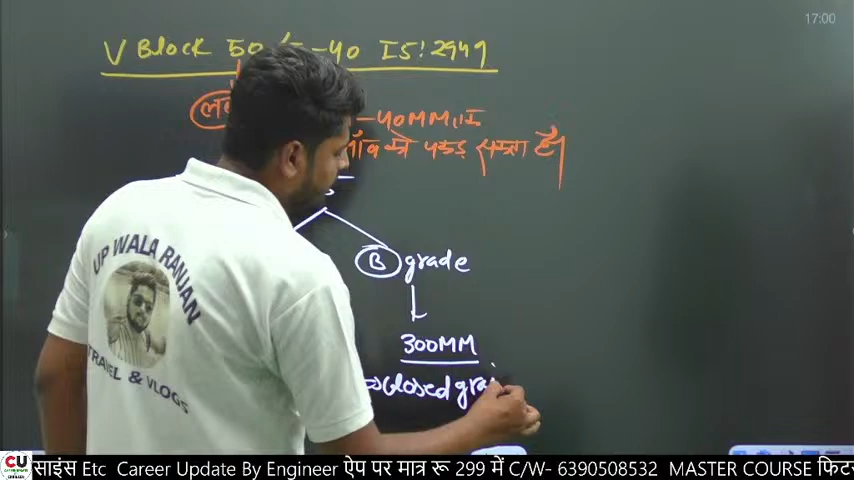 17:00
V Block 50 -40 IS: 2949
-40MM
को पकड़ सकता है।
B grade
300MM
closed gra
UP WALA RANJAN
TRAVEL & VLOGS
CU
साइंस Etc Career Update By Engineer ऐप पर मात्र रू 299 में C/W- 6390508532 MASTER COURSE फिट